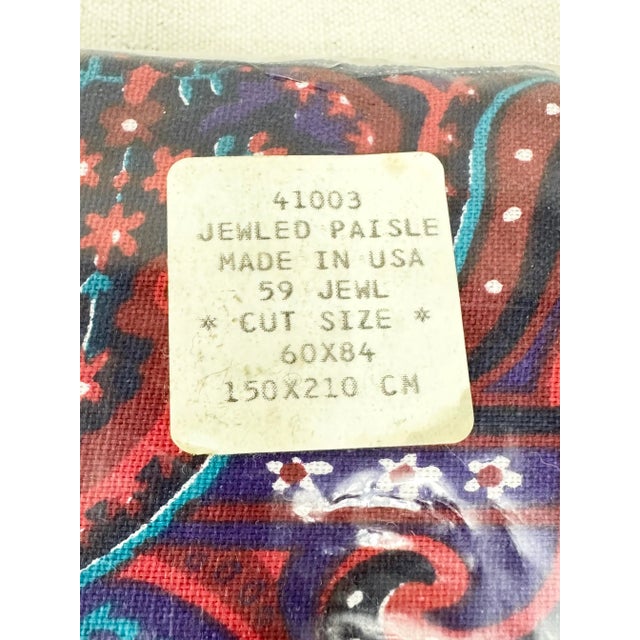 41003
JEWLED PAISLE
MADE IN USA
59 JEWL
* CUT SIZE *
60X84
150X210 CM